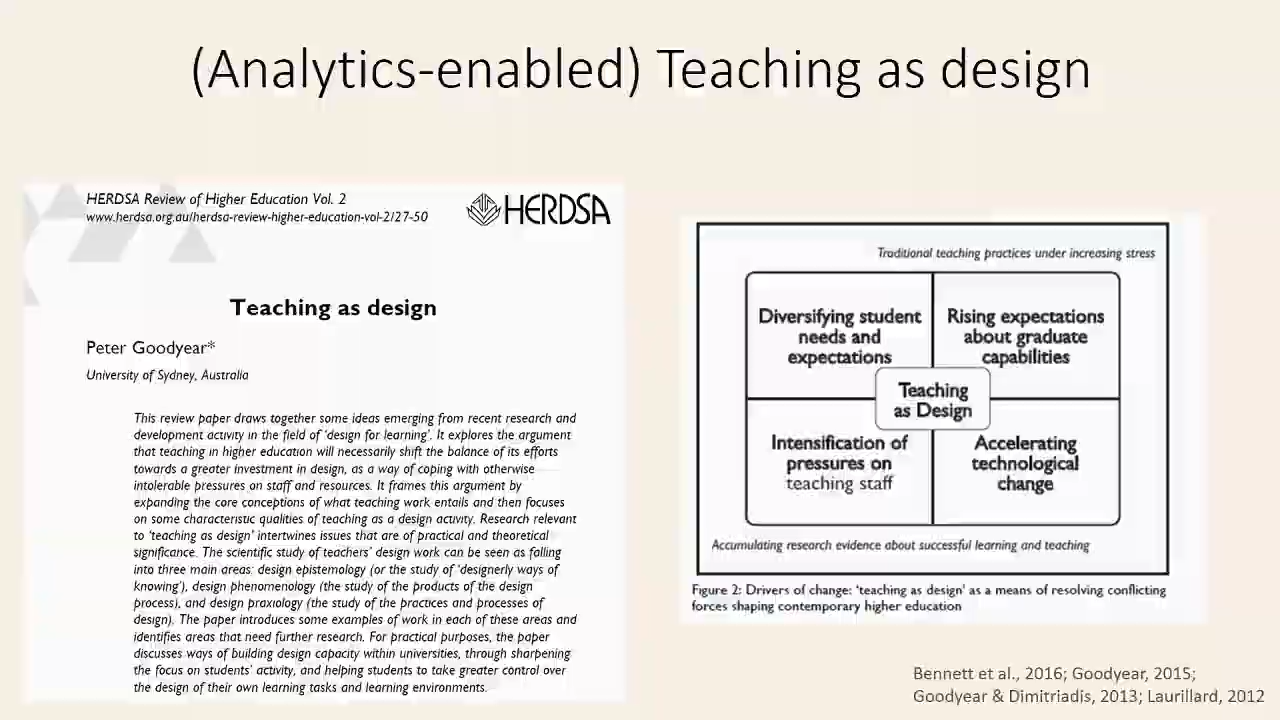 (Analytics-enabled) Teaching as design
HERDSA Review of Higher Education Vol. 2
www.herdsa.org.au/herdsa-review-higher-education-vol-2/27-50
HERDSA
Teaching as design
Peter Goodyear*
University of Sydney, Australia
This review paper draws together some ideas emerging from recent research and
development activity in the field of 'design for learning'. It explores the argument
that teaching in higher education will necessarily shift the balance of its efforts
towards a greater investment in design, as a way of coping with otherwise
intolerable pressures on staff and resources. It frames this argument by
expanding the core conceptions of what teaching work entails and then focuses
on some characteristic qualities of teaching as a design activity. Research relevant
to 'teaching as design' intertwines issues that are of practical and theoretical
significance. The scientific study of teachers' design work can be seen as falling
into three main areas: design epistemology (or the study of 'designerly ways of
knowing'), design phenomenology (the study of the products of the design
process), and design praxiology (the study of the practices and processes of
design). The paper introduces some examples of work in each of these areas and
identifies areas that need further research. For practical purposes, the paper
discusses ways of building design capacity within universities, through sharpening
the focus on students' activity, and helping students to take greater control over
the design of their own learning tasks and learning environments.
Traditional teaching practices under increasing stress
Diversifying student
needs and
expectations
Rising expectations
about graduate
capabilities
Teaching
as Design
Intensification of
pressures on
teaching staff
Accelerating
technological
change
Accumulating research evidence about successful learning and teaching
Figure 2: Drivers of change: 'teaching as design' as a means of resolving conflicting
forces shaping contemporary higher education
Bennett et al., 2016; Goodyear, 2015;
Goodyear & Dimitriadis, 2013; Laurillard, 2012